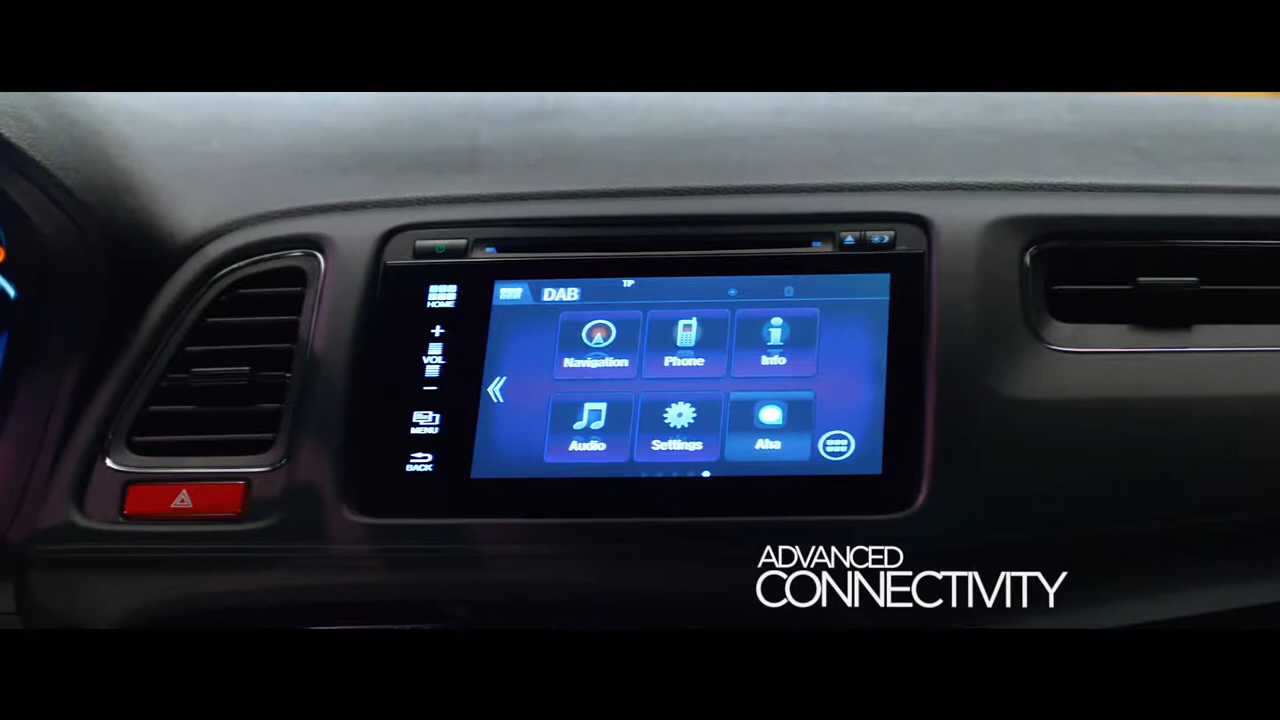 HOME
DAB
TP
+
VOL
−
Navigation
Phone
Info
MENU
Audio
Settings
Aha
BACK
ADVANCED
CONNECTIVITY